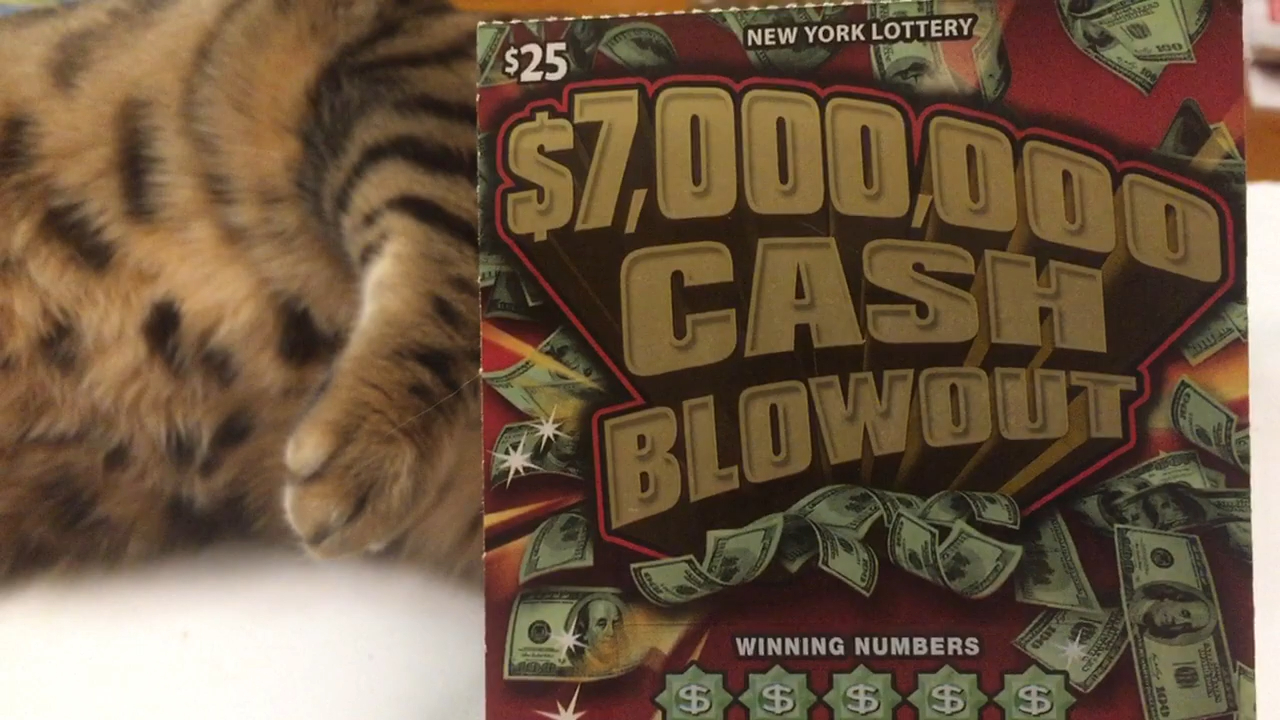 NEW YORK LOTTERY
$25
$7,000,000
CASH
BLOWOUT
WINNING NUMBERS
$ $ $ $ $